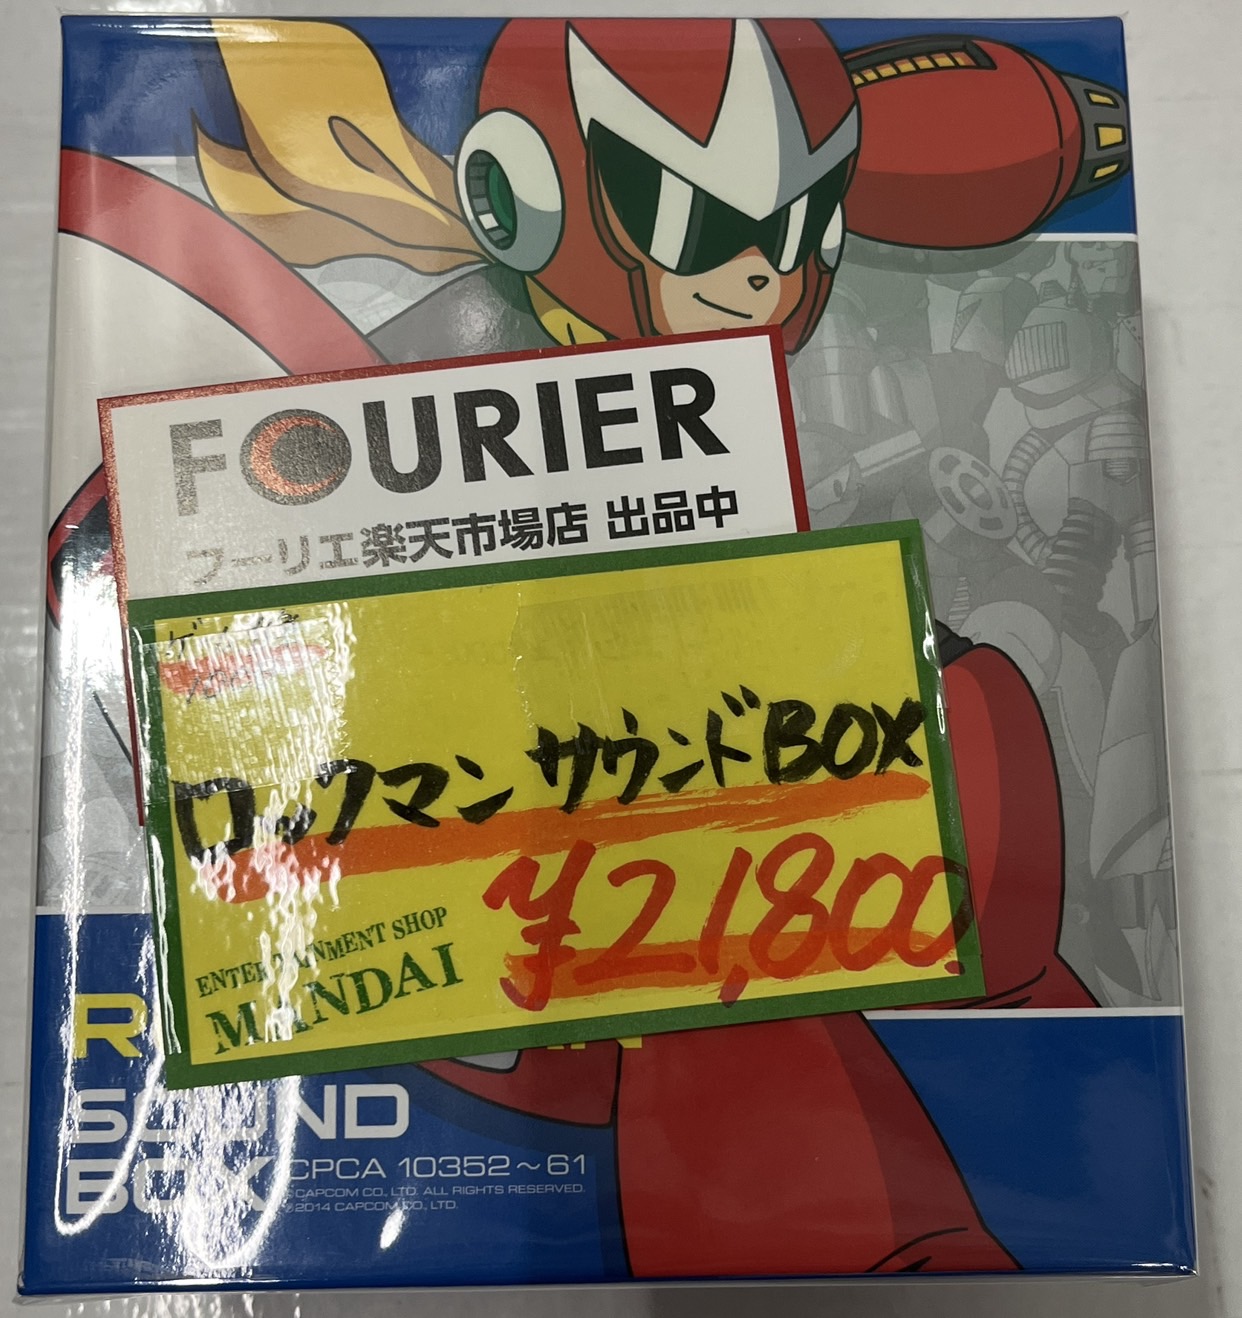 FOURIER
フーリエ楽天市場店 出品中
ロックマン サウンドBOX
¥21,800
ENTERTAINMENT SHOP
MANDAI
SOUND
BOX
CPCA 10352~61
©CAPCOM CO., LTD. ALL RIGHTS RESERVED.
©2014 CAPCOM CO., LTD.